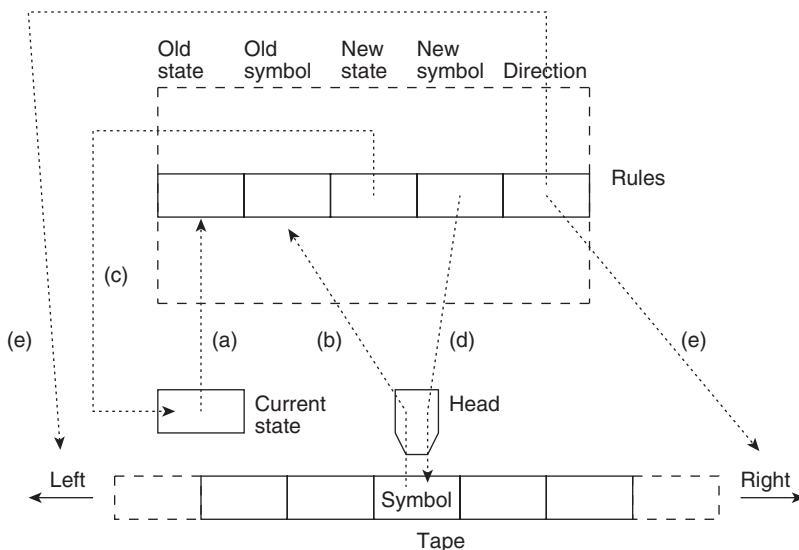 Old state
Old symbol
New state
New symbol
Direction
Rules
(c)
(e)
(a)
(b)
(d)
(e)
Current state
Head
Left
Symbol
Right
Tape